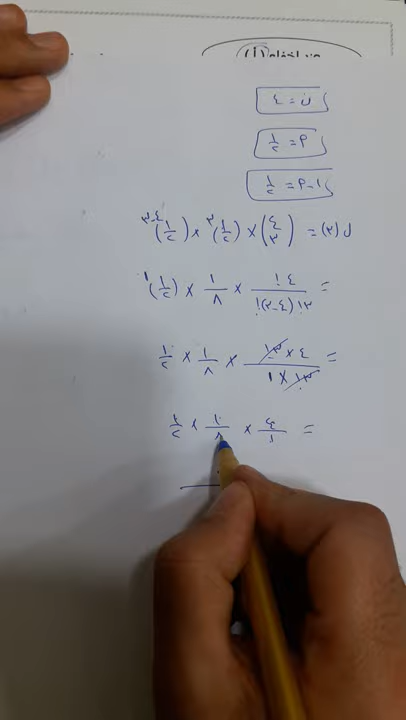 ن = ٤
أ = ١/٢
١ - أ = ١/٢
ل (٣) = (٤ ٣) × (١/٢)^٣ × (١/٢)^٤-٣
= ٤! / ٣! (٤-٣)! × ١/٨ × (١/٢)^١
= ٤ × ٣! / ٣! × ١ × ١/٨ × ١/٢
= ٤/١ × ١/٨ × ١/٢